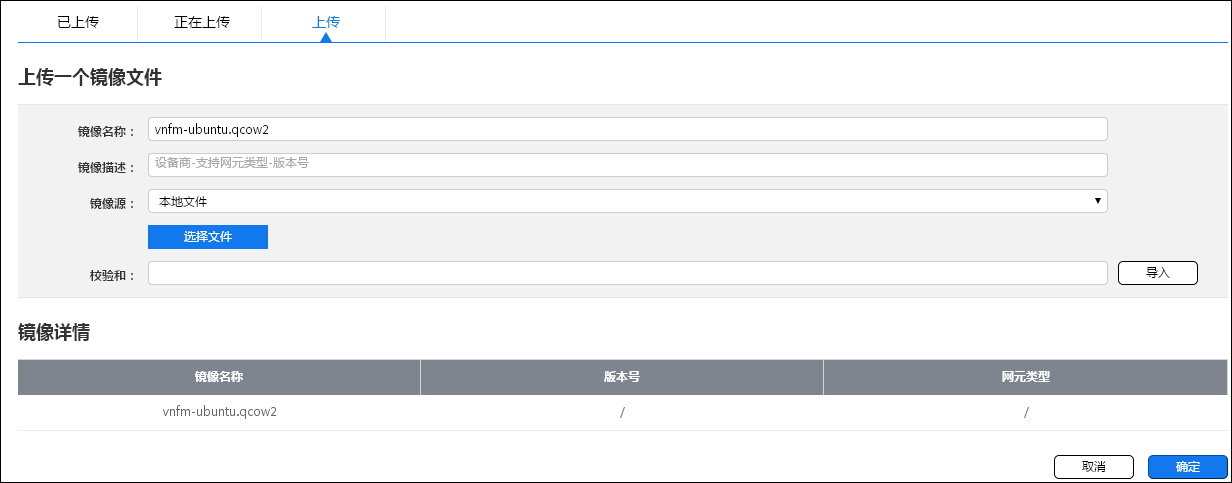 已上传 正在上传 上传
上传一个镜像文件
镜像名称： vnfm-ubuntu.qcow2
镜像描述： 设备商-支持网元类型-版本号
镜像源： 本地文件
选择文件
校验和： 导入
镜像详情
镜像名称 版本号 网元类型
vnfm-ubuntu.qcow2 / /
取消 确定